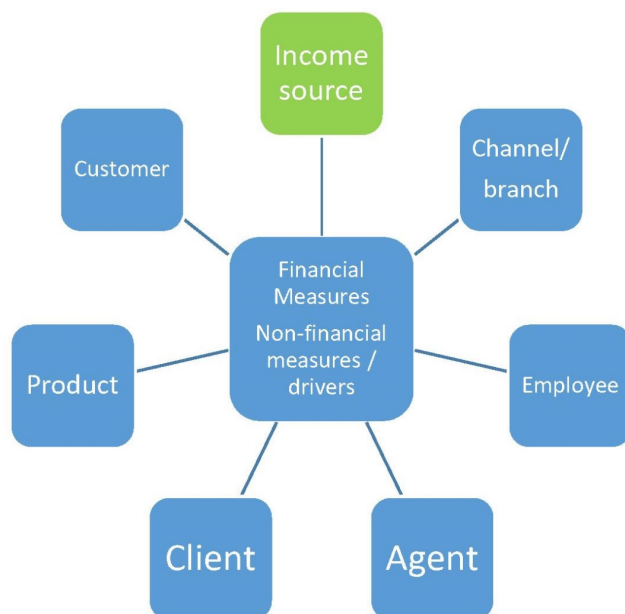 Income
source
Customer
Channel/
branch
Financial
Measures
Non-financial
measures /
drivers
Product
Employee
Client
Agent